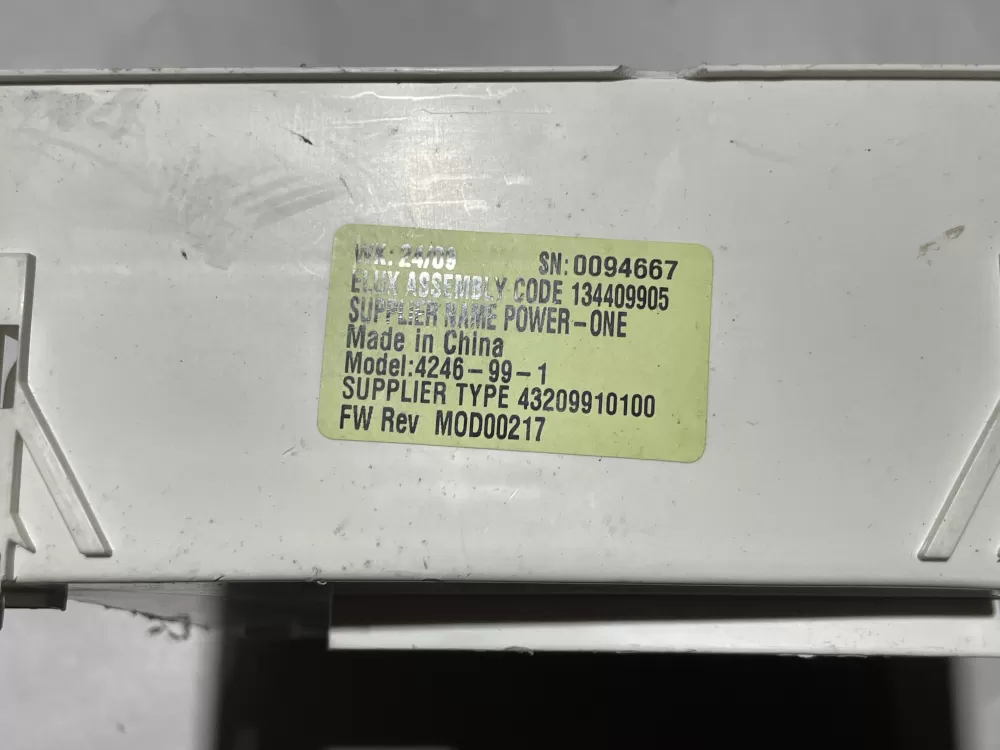 WK: 24/09 SN: 0094667
ELUX ASSEMBLY CODE 134409905
SUPPLIER NAME POWER-ONE
Made in China
Model:4246-99-1
SUPPLIER TYPE 43209910100
FW Rev MOD00217